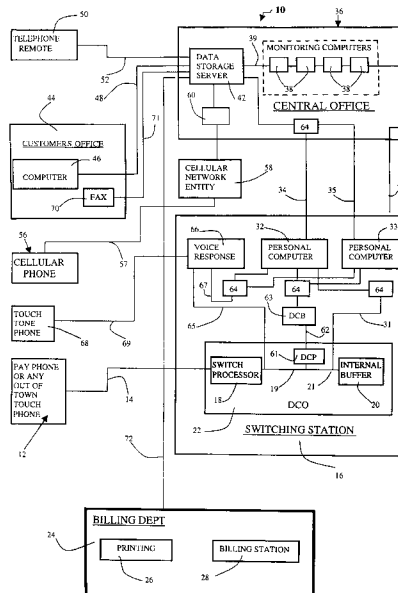 10
36
50
TELEPHONE
REMOTE
52
48
39
MONITORING COMPUTERS
38
38
DATA
STORAGE
SERVER
42
CENTRAL OFFICE
44
71
60
64
CUSTOMERS OFFICE
46
COMPUTER
FAX
70
CELLULAR
NETWORK
ENTITY
58
34
35
56
CELLULAR
PHONE
57
66
VOICE
RESPONSE
32
PERSONAL
COMPUTER
33
PERSONAL
COMPUTER
67
64
64
64
65
63
DCB
62
31
TOUCH
TONE
PHONE
68
69
61
DCP
PAY PHONE
OR ANY
OUT OF
TOWN
TOUCH
PHONE
12
14
SWITCH
PROCESSOR
18
19
21
INTERNAL
BUFFER
20
22
DCO
SWITCHING STATION
16
72
BILLING DEPT
24
PRINTING
26
BILLING STATION
28